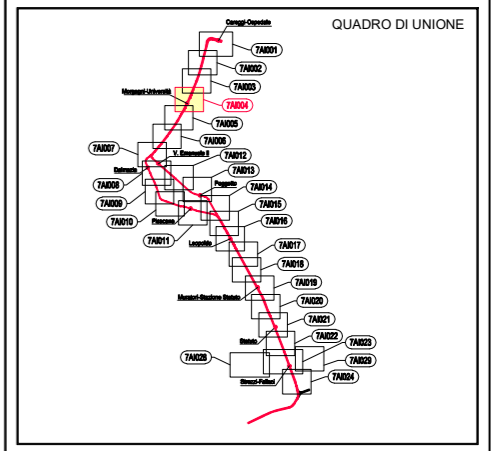 QUADRO DI UNIONE
Careggi-Ospedale
7AI001
7AI002
7AI003
Morgagni-Università
7AI004
7AI005
7AI006
7AI007
V. Emanuele II
7AI012
7AI013
Dalmazia
7AI008
Poggetto
7AI014
7AI009
7AI015
7AI010
Pisacane
7AI016
7AI011
Leopoldo
7AI017
7AI018
7AI019
Muratori-Stazione Statuto
7AI020
7AI021
Statuto
7AI022
7AI023
7AI028
7AI029
Strozzi-Fallaci
7AI024